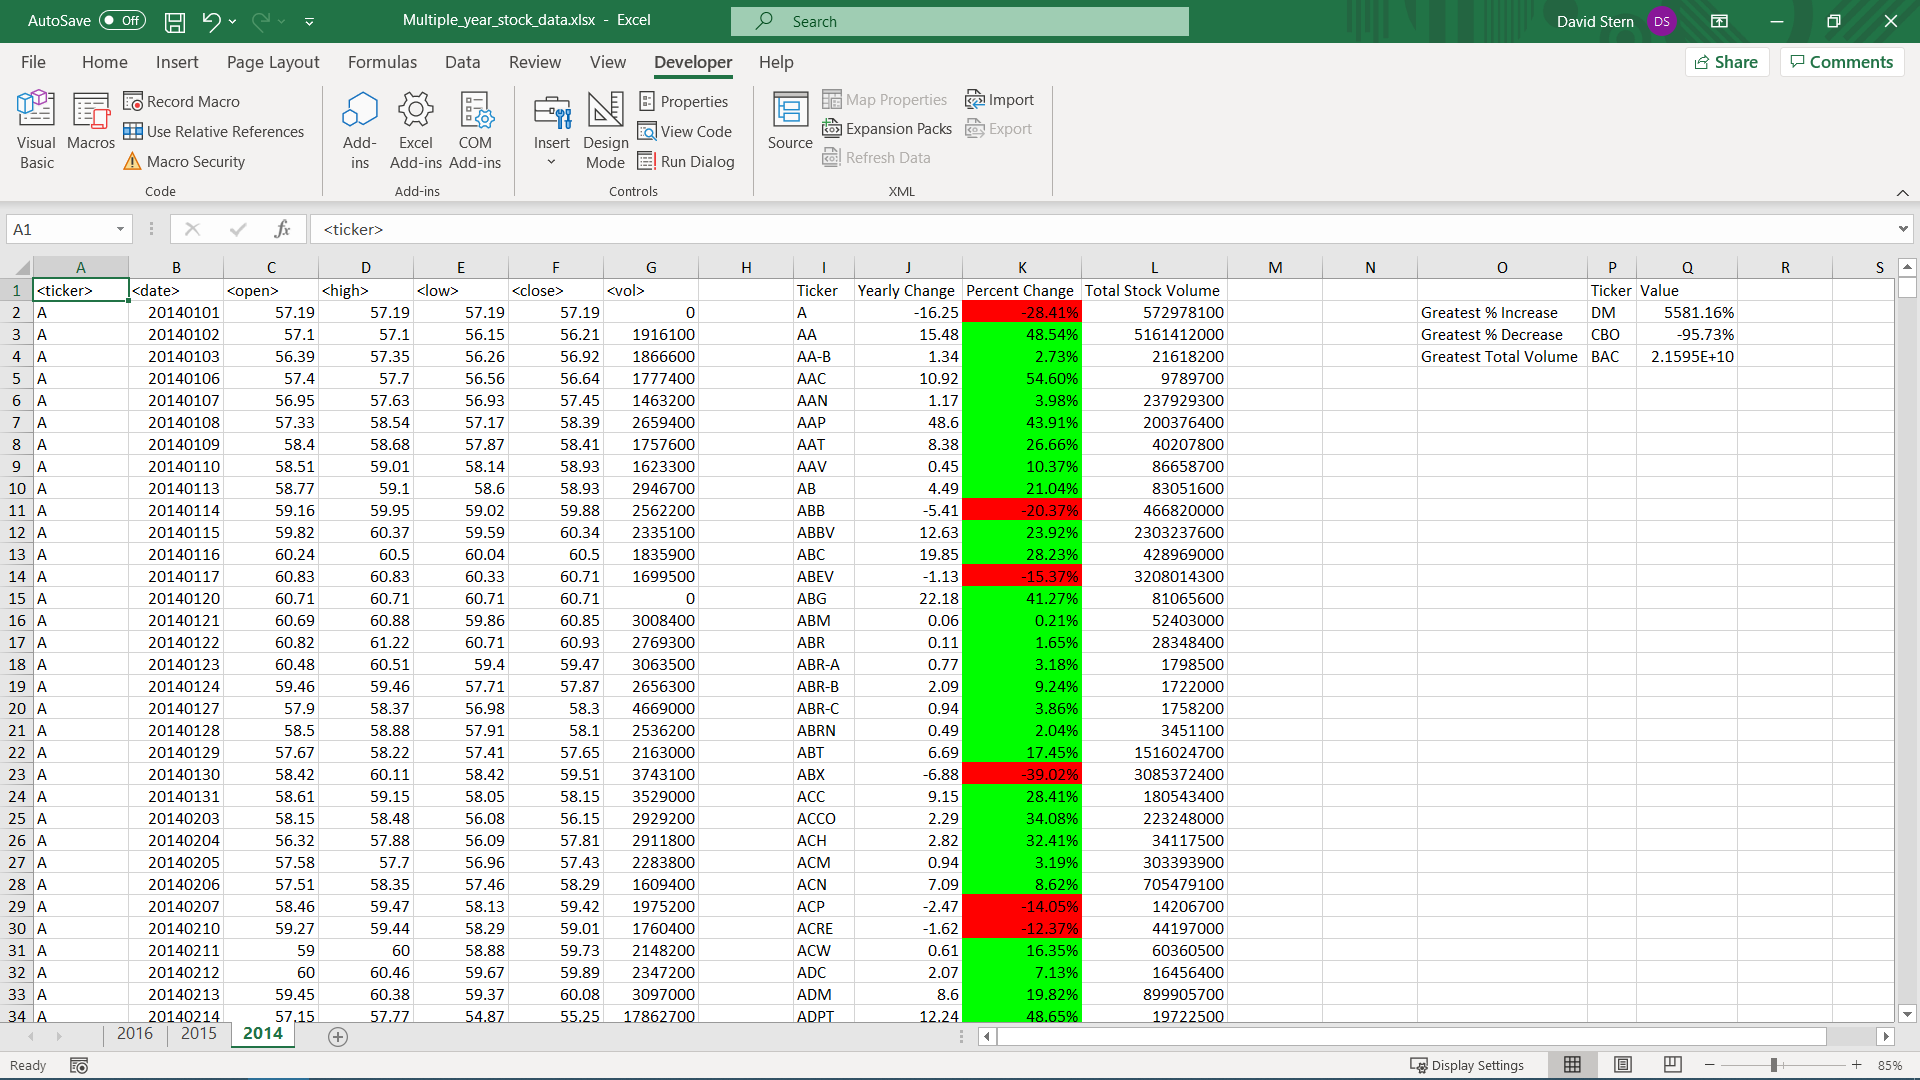 AutoSave Off Multiple_year_stock_data.xlsx - Excel Search David Stern DS
File Home Insert Page Layout Formulas Data Review View Developer Help Share Comments
Visual Basic Macros Record Macro Use Relative References Macro Security Code
Add-ins Excel Add-ins COM Add-ins Add-ins
Insert Design Mode Properties View Code Run Dialog Controls
Source Map Properties Expansion Packs Refresh Data Import Export XML
A1 fx <ticker>
A B C D E F G H I J K L M N O P Q R S
1 <ticker> <date> <open> <high> <low> <close> <vol> Ticker Yearly Change Percent Change Total Stock Volume Ticker Value
2 A 20140101 57.19 57.19 57.19 57.19 0 A -16.25 -28.41% 572978100 Greatest % Increase DM 5581.16%
3 A 20140102 57.1 57.1 56.15 56.21 1916100 AA 15.48 48.54% 5161412000 Greatest % Decrease CBO -95.73%
4 A 20140103 56.39 57.35 56.26 56.92 1866600 AA-B 1.34 2.73% 21618200 Greatest Total Volume BAC 2.1595E+10
5 A 20140106 57.4 57.7 56.56 56.64 1777400 AAC 10.92 54.60% 9789700
6 A 20140107 56.95 57.63 56.93 57.45 1463200 AAN 1.17 3.98% 237929300
7 A 20140108 57.33 58.54 57.17 58.39 2659400 AAP 48.6 43.91% 200376400
8 A 20140109 58.4 58.68 57.87 58.41 1757600 AAT 8.38 26.66% 40207800
9 A 20140110 58.51 59.01 58.14 58.93 1623300 AAV 0.45 10.37% 86658700
10 A 20140113 58.77 59.1 58.6 58.93 2946700 AB 4.49 21.04% 83051600
11 A 20140114 59.16 59.95 59.02 59.88 2562200 ABB -5.41 -20.37% 466820000
12 A 20140115 59.82 60.37 59.59 60.34 2335100 ABBV 12.63 23.92% 2303237600
13 A 20140116 60.24 60.5 60.04 60.5 1835900 ABC 19.85 28.23% 428969000
14 A 20140117 60.83 60.83 60.33 60.71 1699500 ABEV -1.13 -15.37% 3208014300
15 A 20140120 60.71 60.71 60.71 60.71 0 ABG 22.18 41.27% 81065600
16 A 20140121 60.69 60.88 59.86 60.85 3008400 ABM 0.06 0.21% 52403000
17 A 20140122 60.82 61.22 60.71 60.93 2769300 ABR 0.11 1.65% 28348400
18 A 20140123 60.48 60.51 59.4 59.47 3063500 ABR-A 0.77 3.18% 1798500
19 A 20140124 59.46 59.46 57.71 57.87 2656300 ABR-B 2.09 9.24% 1722000
20 A 20140127 57.9 58.37 56.98 58.3 4669000 ABR-C 0.94 3.86% 1758200
21 A 20140128 58.5 58.88 57.91 58.1 2536200 ABRN 0.49 2.04% 3451100
22 A 20140129 57.67 58.22 57.41 57.65 2163000 ABT 6.69 17.45% 1516024700
23 A 20140130 58.42 60.11 58.42 59.51 3743100 ABX -6.88 -39.02% 3085372400
24 A 20140131 58.61 59.15 58.05 58.15 3529000 ACC 9.15 28.41% 180543400
25 A 20140203 58.15 58.48 56.08 56.15 2929200 ACCO 2.29 34.08% 223248000
26 A 20140204 56.32 57.88 56.09 57.81 2911800 ACH 2.82 32.41% 34117500
27 A 20140205 57.58 57.7 56.96 57.43 2283800 ACM 0.94 3.19% 303393900
28 A 20140206 57.51 58.35 57.46 58.29 1609400 ACN 7.09 8.62% 705479100
29 A 20140207 58.46 59.47 58.13 59.42 1975200 ACP -2.47 -14.05% 14206700
30 A 20140210 59.27 59.44 58.29 59.01 1760400 ACRE -1.62 -12.37% 44197000
31 A 20140211 59 60 58.88 59.73 2148200 ACW 0.61 16.35% 60360500
32 A 20140212 60 60.46 59.67 59.89 2347200 ADC 2.07 7.13% 16456400
33 A 20140213 59.45 60.38 59.37 60.08 3097000 ADM 8.6 19.82% 899905700
34 A 20140214 57.15 57.77 54.87 55.25 17862700 ADPT 12.24 48.65% 19722500
2016 2015 2014
Ready Display Settings 85%